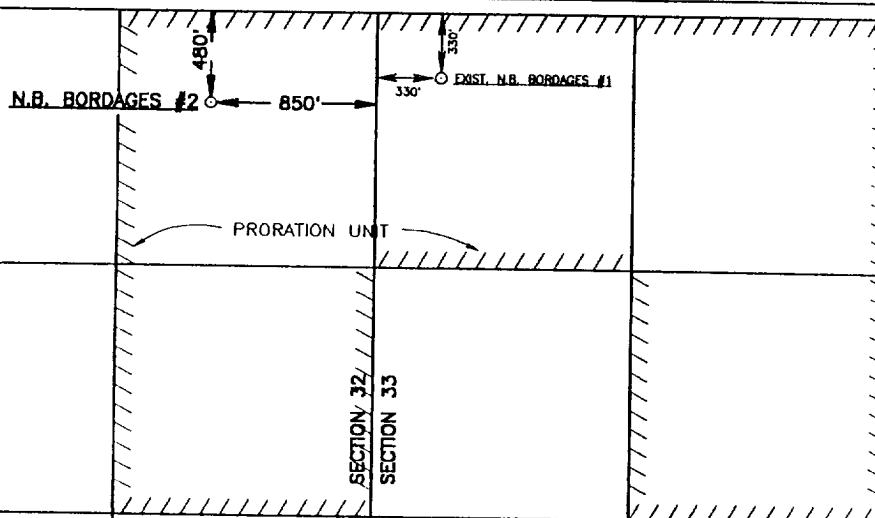 480'
330'
N.B. BORDAGES #2
850'
330'
EXIST. N.B. BORDAGES #1
PRORATION UNIT
SECTION 32
SECTION 33